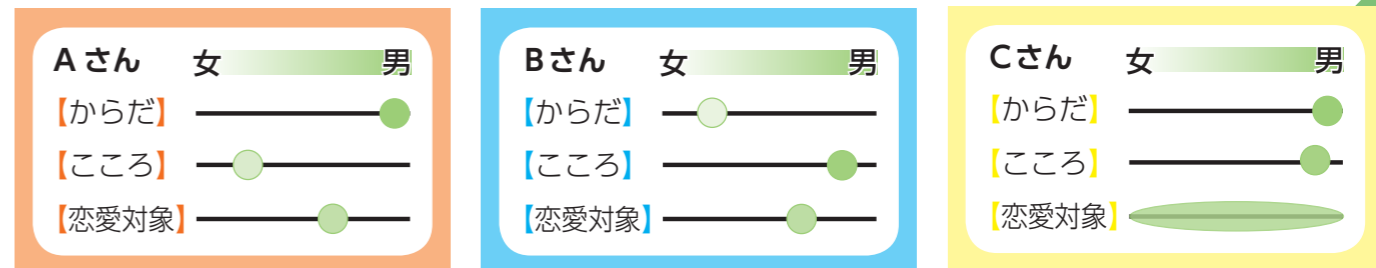 Aさん 女 男
【からだ】
【こころ】
【恋愛対象】
Bさん 女 男
【からだ】
【こころ】
【恋愛対象】
Cさん 女 男
【からだ】
【こころ】
【恋愛対象】